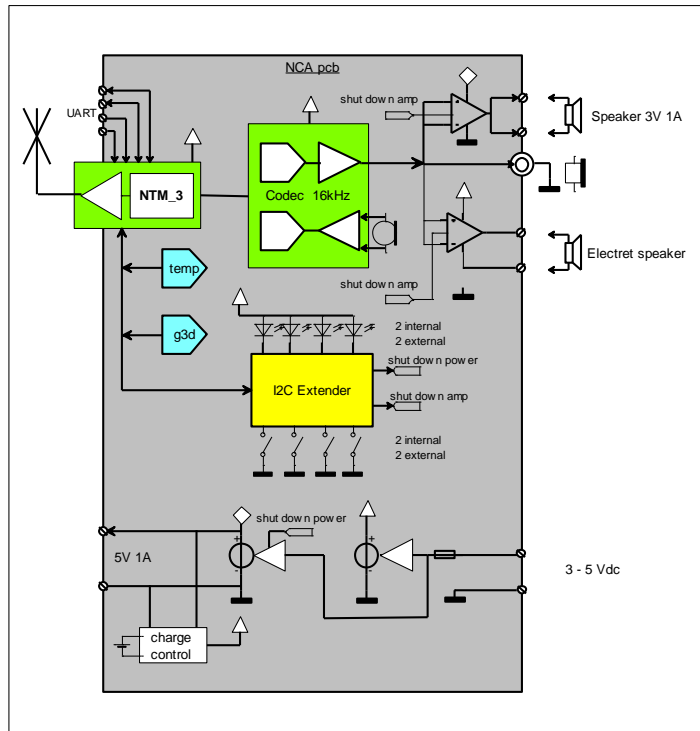 NCA pcb
shut down amp
UART
Speaker 3V 1A
NTM_3
Codec 16kHz
Electret speaker
temp
shut down amp
g3d
2 internal
2 external
shut down power
I2C Extender
shut down amp
2 internal
2 external
shut down power
+
+
5V 1A
-
-
3 - 5 Vdc
charge
control